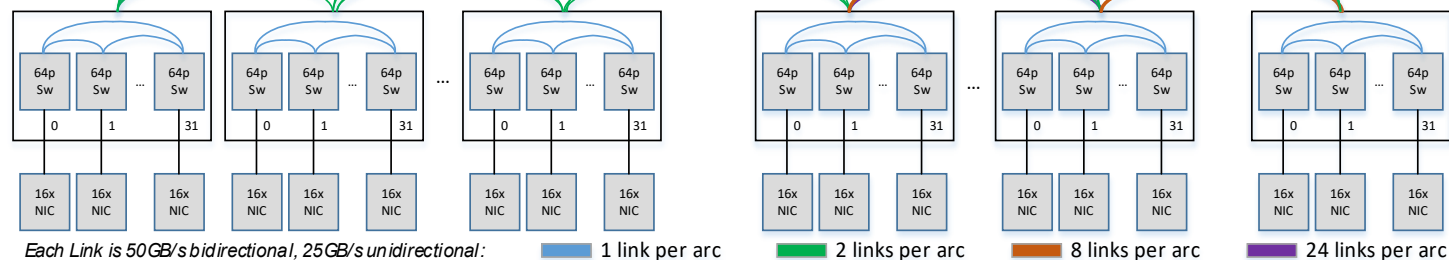 64p 64p 64p 64p 64p 64p 64p 64p 64p 64p 64p 64p 64p 64p 64p 64p 64p 64p
Sw Sw ... Sw Sw Sw ... Sw ... Sw Sw ... Sw Sw Sw ... Sw ... Sw Sw ... Sw Sw Sw ... Sw
0 1 31 0 1 31 0 1 31 0 1 31 0 1 31 0 1 31
16x 16x 16x 16x 16x 16x 16x 16x 16x 16x 16x 16x 16x 16x 16x 16x 16x 16x
NIC NIC NIC NIC NIC NIC NIC NIC NIC NIC NIC NIC NIC NIC NIC NIC NIC NIC
Each Link is 50GB/s bidirectional, 25GB/s unidirectional: 1 link per arc 2 links per arc 8 links per arc 24 links per arc